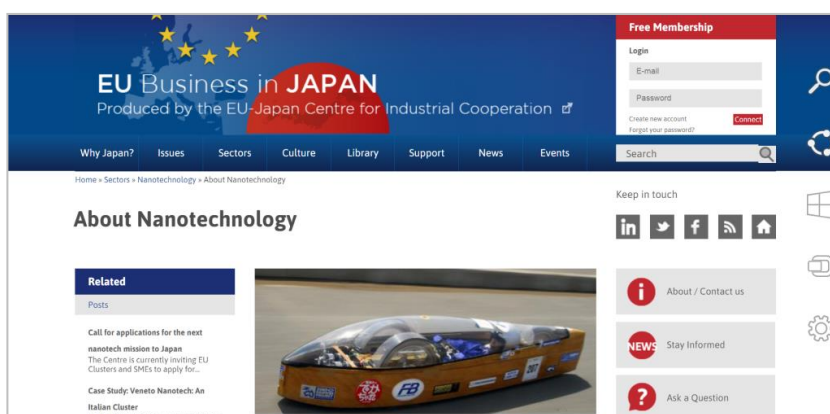 Free Membership
Login
E-mail
Password
Create new account
Connect
Forgot your password?
EU Business in JAPAN
Produced by the EU-Japan Centre for Industrial Cooperation
Why Japan? Issues Sectors Culture Library Support News Events
Search
Home » Sectors » Nanotechnology » About Nanotechnology
About Nanotechnology
Keep in touch
in
f
Related
Posts
Call for applications for the next
nanotech mission to Japan
The Centre is currently inviting EU
Clusters and SMEs to apply for...
Case Study: Veneto Nanotech: An
Italian Cluster
FB
207
i
About / Contact us
NEWS
Stay Informed
?
Ask a Question